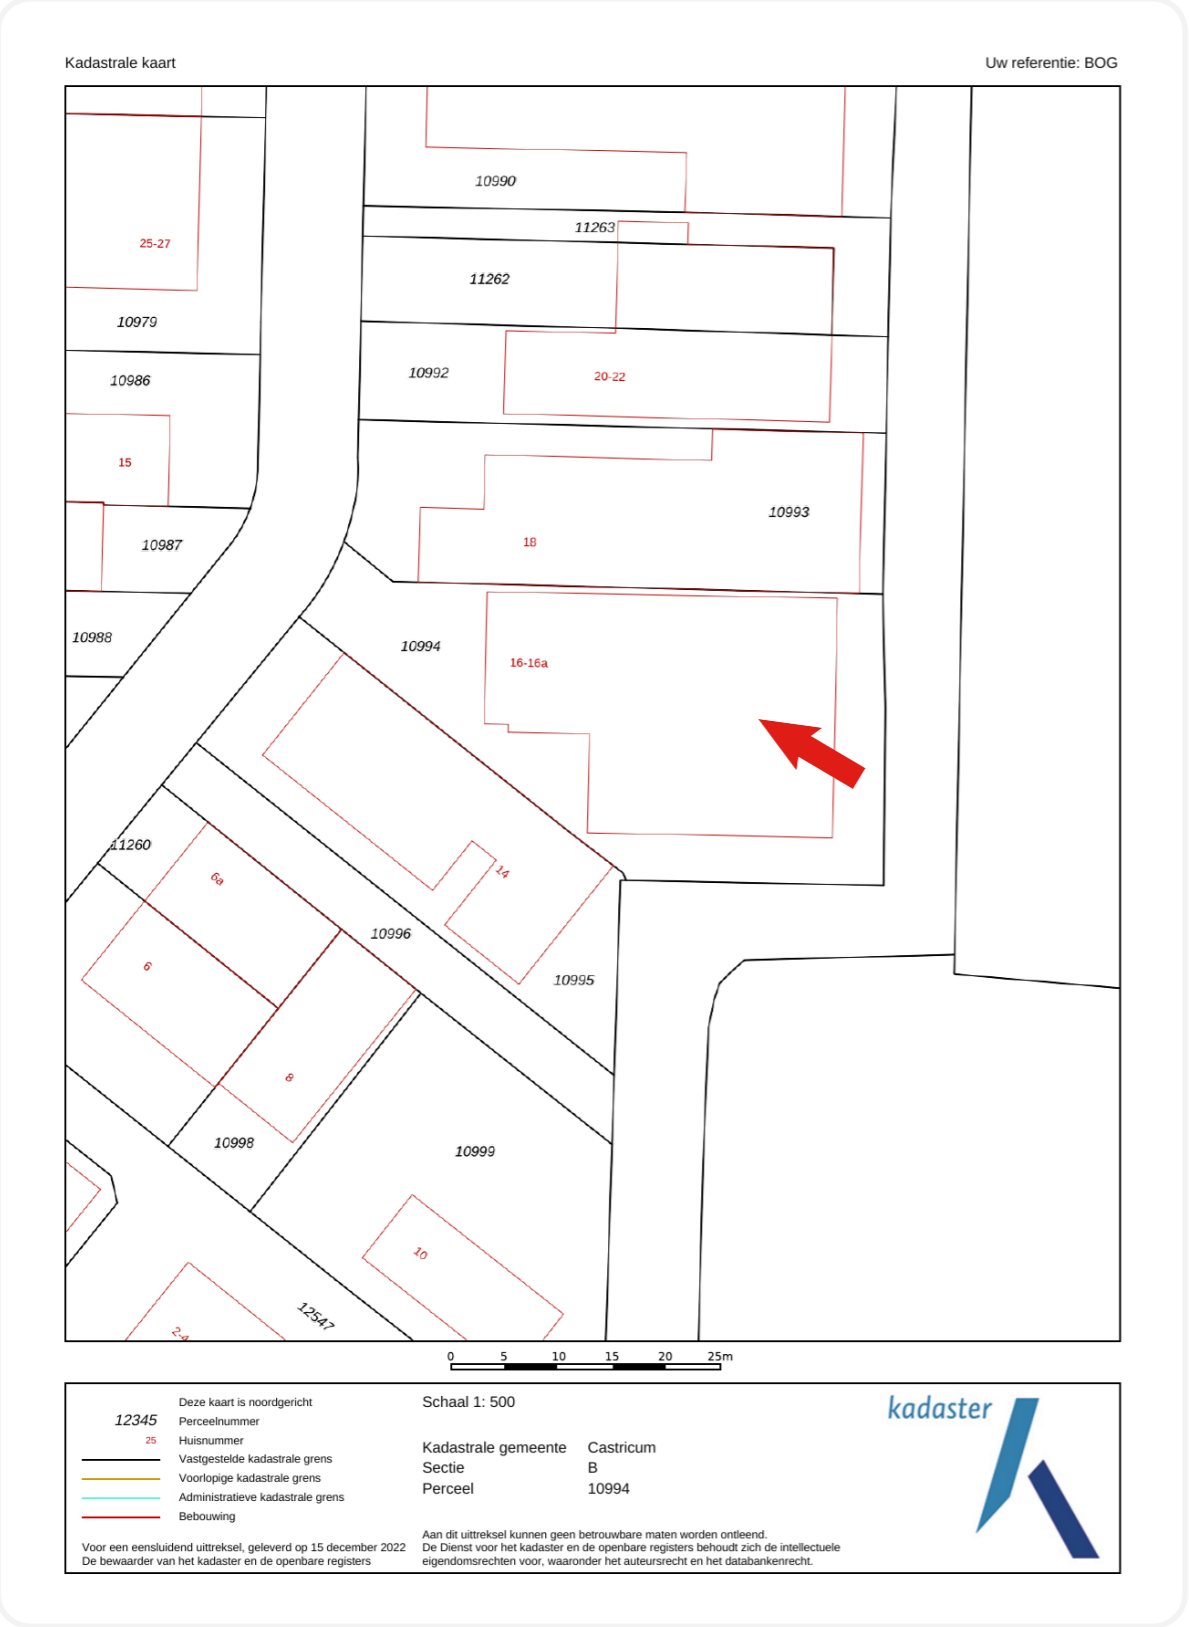 Kadastrale kaart
Uw referentie: BOG
10990
11263
25-27
11262
10979
10992
20-22
10986
15
10993
18
10987
10988
10994
16-16a
11260
6a
14
10996
6
10995
8
10998
10999
10
12547
2-4
0 5 10 15 20 25m
Deze kaart is noordgericht
12345 Perceelnummer
25 Huisnummer
Vastgestelde kadastrale grens
Voorlopige kadastrale grens
Administratieve kadastrale grens
Bebouwing
Voor een eensluidend uittreksel, geleverd op 15 december 2022
De bewaarder van het kadaster en de openbare registers
Schaal 1: 500
Kadastrale gemeente Castricum
Sectie B
Perceel 10994
Aan dit uittreksel kunnen geen betrouwbare maten worden ontleend.
De Dienst voor het kadaster en de openbare registers behoudt zich de intellectuele
eigendomsrechten voor, waaronder het auteursrecht en het databankenrecht.
kadaster